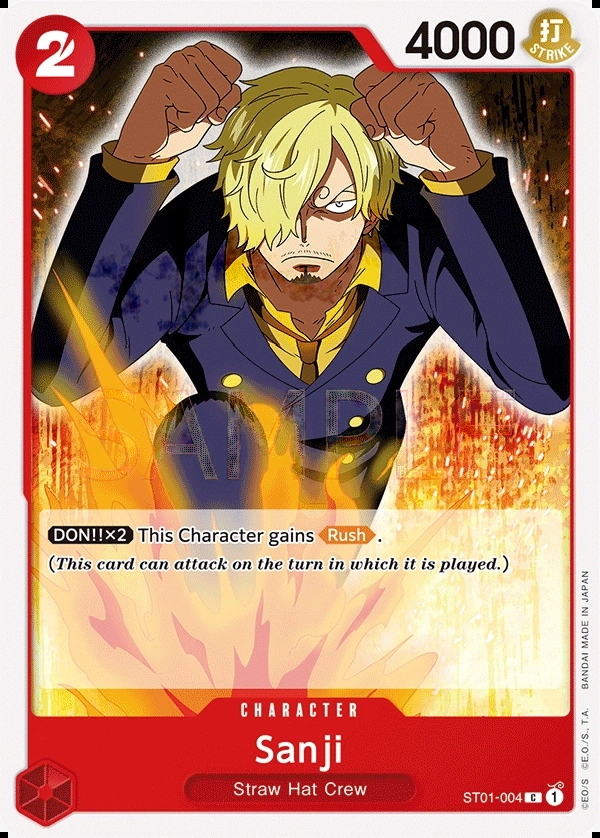 2
4000
打
STRIKE
SAMPLE
DON!!×2 This Character gains Rush.
(This card can attack on the turn in which it is played.)
CHARACTER
Sanji
Straw Hat Crew
ST01-004 C 1
©E.O/S ©E.O./S., T.A. BANDAI MADE IN JAPAN